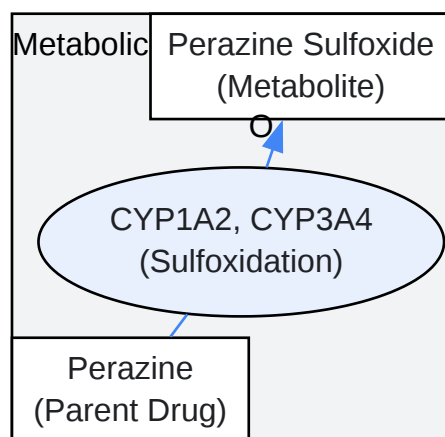 Metabolic
Perazine Sulfoxide
(Metabolite)
O
CYP1A2, CYP3A4
(Sulfoxidation)
Perazine
(Parent Drug)